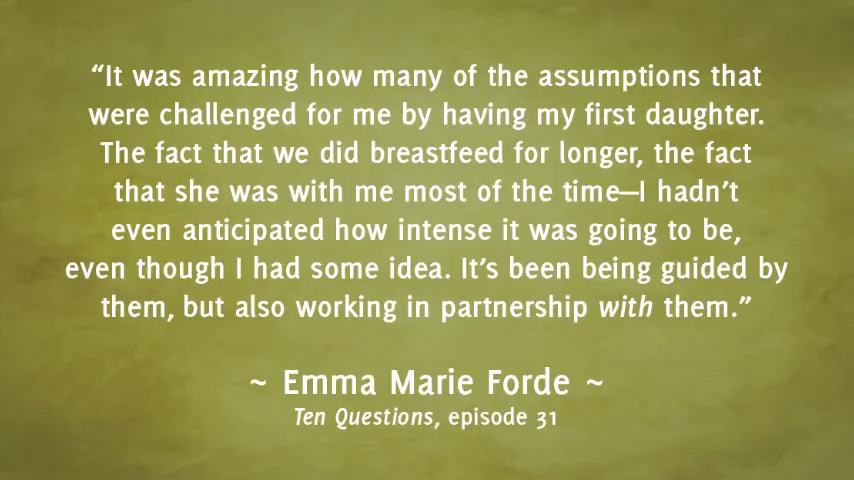 “It was amazing how many of the assumptions that
were challenged for me by having my first daughter.
The fact that we did breastfeed for longer, the fact
that she was with me most of the time—I hadn’t
even anticipated how intense it was going to be,
even though I had some idea. It’s been being guided by
them, but also working in partnership with them.”
~ Emma Marie Forde ~
Ten Questions, episode 31